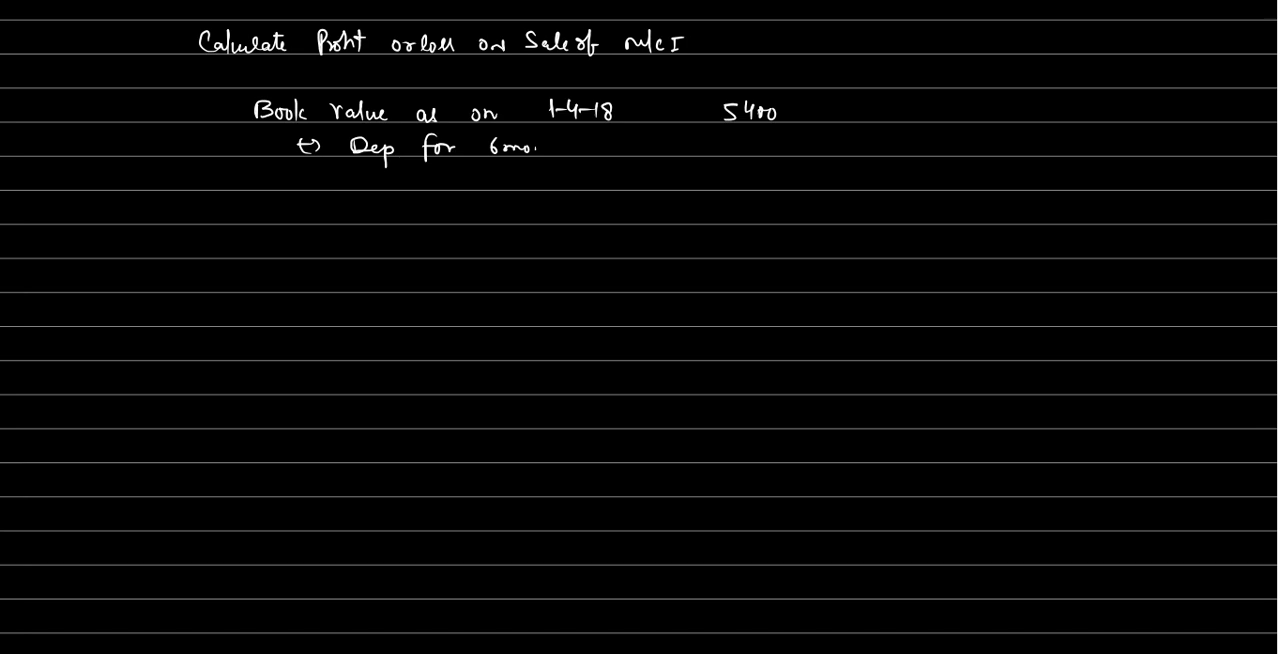 Calculate Profit or loss on Sale of m/c I
Book value as on 1-4-18 5400
(-) Dep for 6 mo.